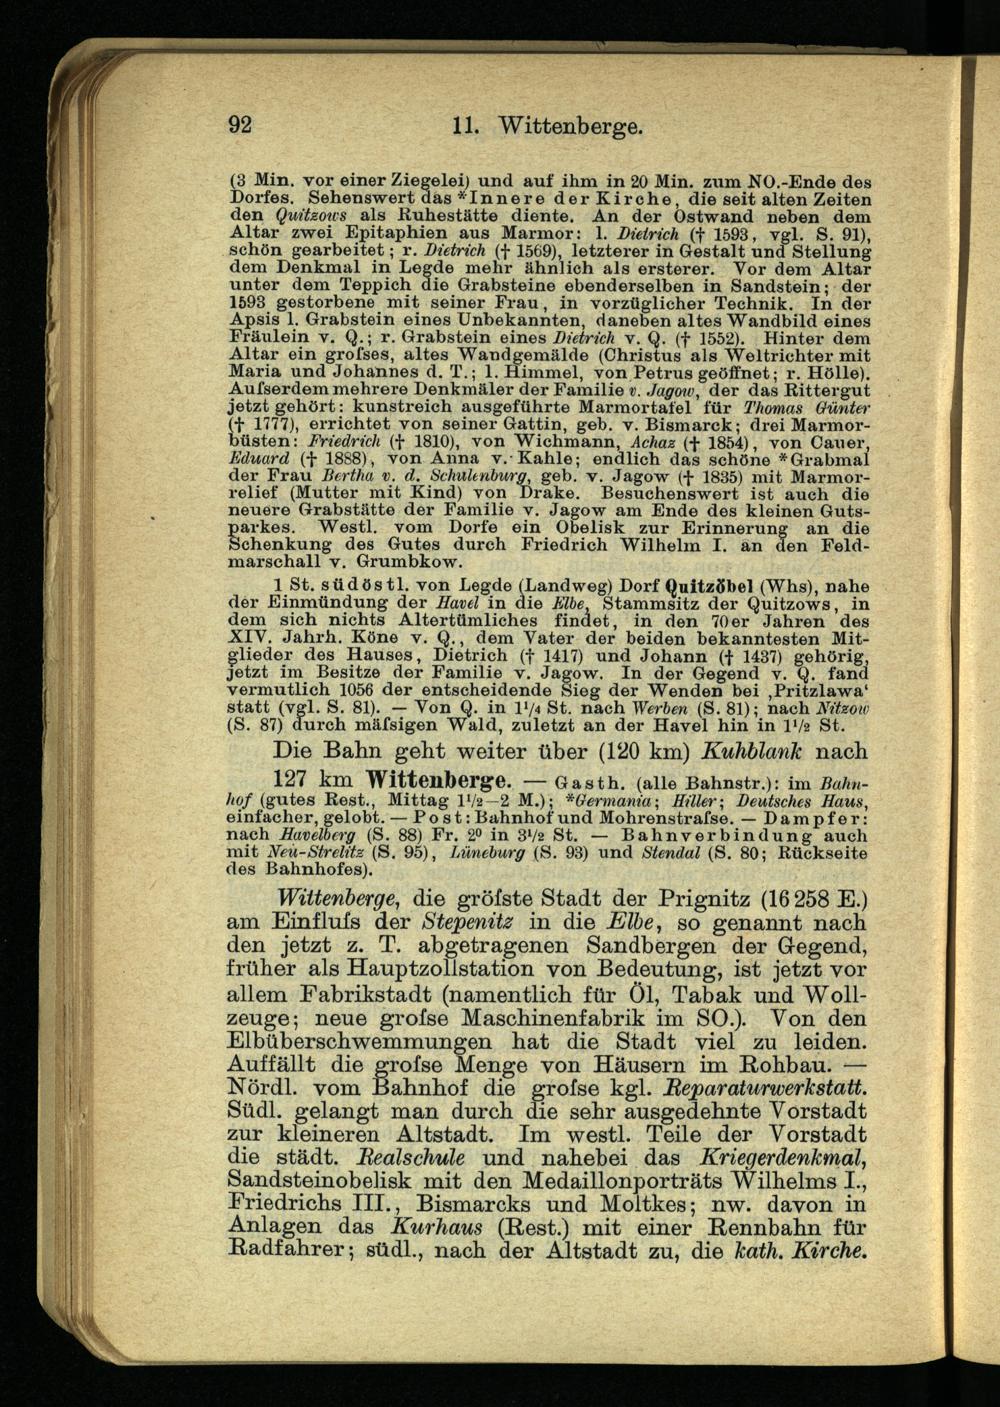 92 11. Wittenberge.
(3 Min. vor einer Ziegelei) und auf ihm in 20 Min. zum NO.-Ende des
Dorfes. Sehenswert das *Innere der Kirche, die seit alten Zeiten
den Quitzows als Ruhestätte diente. An der Ostwand neben dem
Altar zwei Epitaphien aus Marmor: l. Dietrich († 1593, vgl. S. 91),
schön gearbeitet; r. Dietrich († 1569), letzterer in Gestalt und Stellung
dem Denkmal in Legde mehr ähnlich als ersterer. Vor dem Altar
unter dem Teppich die Grabsteine ebenderselben in Sandstein; der
1593 gestorbene mit seiner Frau, in vorzüglicher Technik. In der
Apsis l. Grabstein eines Unbekannten, daneben altes Wandbild eines
Fräulein v. Q.; r. Grabstein eines Dietrich v. Q. († 1552). Hinter dem
Altar ein groſses, altes Wandgemälde (Christus als Weltrichter mit
Maria und Johannes d. T.; l. Himmel, von Petrus geöffnet; r. Hölle).
Auſserdem mehrere Denkmäler der Familie v. Jagow, der das Rittergut
jetzt gehört: kunstreich ausgeführte Marmortafel für Thomas Günter
(† 1777), errichtet von seiner Gattin, geb. v. Bismarck; drei Marmor-
büsten: Friedrich († 1810), von Wichmann, Achaz († 1854), von Cauer,
Eduard († 1888), von Anna v. Kahle; endlich das schöne *Grabmal
der Frau Bertha v. d. Schulenburg, geb. v. Jagow († 1835) mit Marmor-
relief (Mutter mit Kind) von Drake. Besuchenswert ist auch die
neuere Grabstätte der Familie v. Jagow am Ende des kleinen Guts-
parkes. Westl. vom Dorfe ein Obelisk zur Erinnerung an die
Schenkung des Gutes durch Friedrich Wilhelm I. an den Feld-
marschall v. Grumbkow.
1 St. südöstl. von Legde (Landweg) Dorf Quitzöbel (Whs), nahe
der Einmündung der Havel in die Elbe, Stammsitz der Quitzows, in
dem sich nichts Altertümliches findet, in den 70er Jahren des
XIV. Jahrh. Köne v. Q., dem Vater der beiden bekanntesten Mit-
glieder des Hauses, Dietrich († 1417) und Johann († 1437) gehörig,
jetzt im Besitze der Familie v. Jagow. In der Gegend v. Q. fand
vermutlich 1056 der entscheidende Sieg der Wenden bei ‚Pritzlawa‘
statt (vgl. S. 81). — Von Q. in 1¹/₄ St. nach Werben (S. 81); nach Nitzow
(S. 87) durch mäſsigen Wald, zuletzt an der Havel hin in 1¹/₂ St.
Die Bahn geht weiter über (120 km) Kuhblank nach
127 km Wittenberge. — Gasth. (alle Bahnstr.): im Bahn-
hof (gutes Rest., Mittag 1¹/₂—2 M.); *Germania; Hiller; Deutsches Haus,
einfacher, gelobt. — Post: Bahnhof und Mohrenstraſse. — Dampfer:
nach Havelberg (S. 88) Fr. 2⁰ in 3¹/₂ St. — Bahnverbindung auch
mit Neu-Strelitz (S. 95), Lüneburg (S. 93) und Stendal (S. 80; Rückseite
des Bahnhofes).
Wittenberge, die gröſste Stadt der Prignitz (16 258 E.)
am Einfluſs der Stepenitz in die Elbe, so genannt nach
den jetzt z. T. abgetragenen Sandbergen der Gegend,
früher als Hauptzollstation von Bedeutung, ist jetzt vor
allem Fabrikstadt (namentlich für Öl, Tabak und Woll-
zeuge; neue groſse Maschinenfabrik im SO.). Von den
Elbüberschwemmungen hat die Stadt viel zu leiden.
Auffällt die groſse Menge von Häusern im Rohbau. —
Nördl. vom Bahnhof die groſse kgl. Reparaturwerkstatt.
Südl. gelangt man durch die sehr ausgedehnte Vorstadt
zur kleineren Altstadt. Im westl. Teile der Vorstadt
die städt. Realschule und nahebei das Kriegerdenkmal,
Sandsteinobelisk mit den Medaillonporträts Wilhelms I.,
Friedrichs III., Bismarcks und Moltkes; nw. davon in
Anlagen das Kurhaus (Rest.) mit einer Rennbahn für
Radfahrer; südl., nach der Altstadt zu, die kath. Kirche.